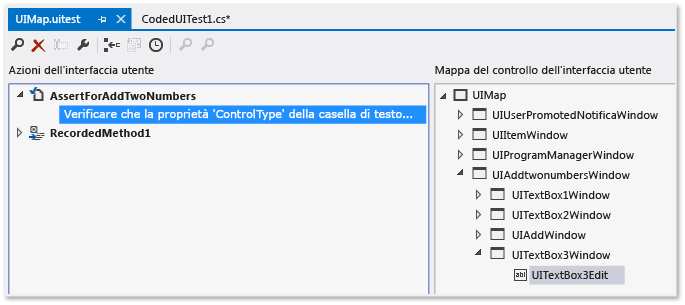 UIMap.uitest CodedUITest1.cs*
Azioni dell'interfaccia utente
AssertForAddTwoNumbers
Verificare che la proprietà 'ControlType' della casella di testo...
RecordedMethod1
Mappa del controllo dell'interfaccia utente
UIMap
UIUserPromotedNotificaWindow
UIItemWindow
UIProgramManagerWindow
UIAddtwonumbersWindow
UITextBox1Window
UITextBox2Window
UIAddWindow
UITextBox3Window
abl UITextBox3Edit